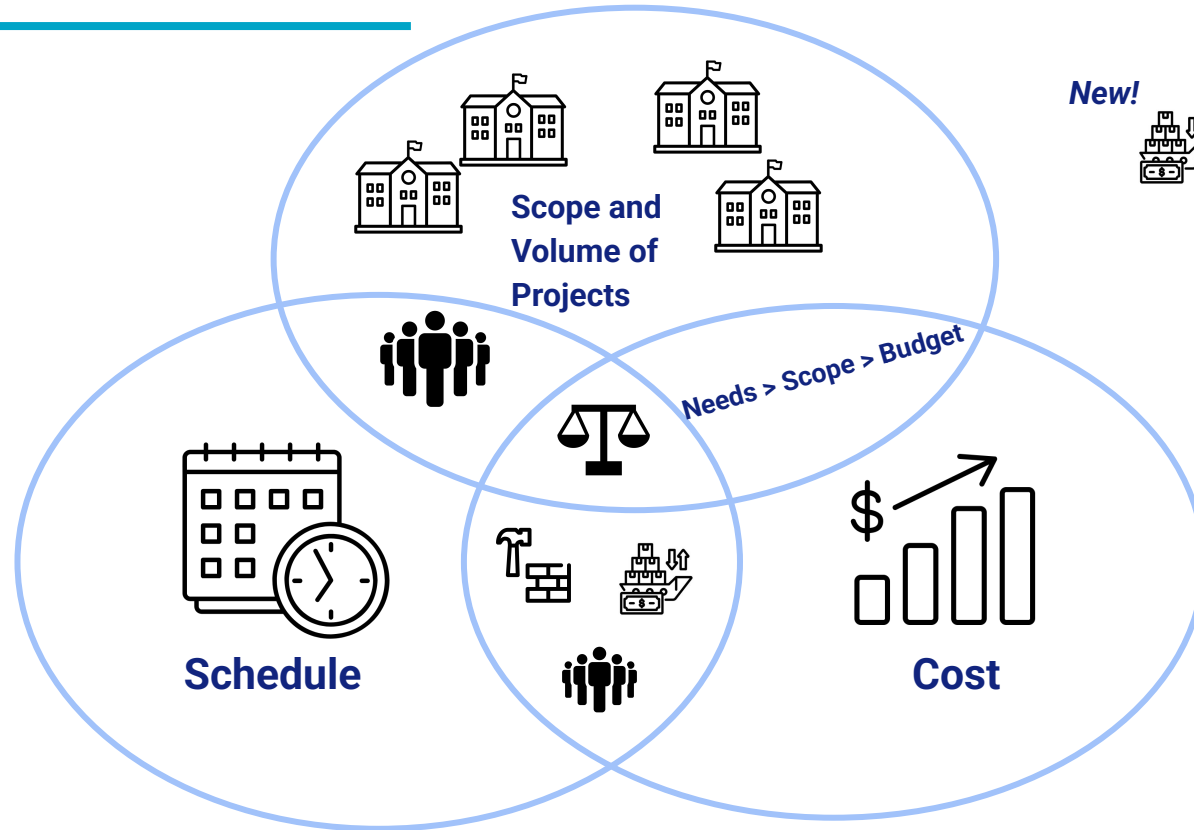 New!
Scope and
Volume of
Projects
Needs > Scope > Budget
$
Schedule
Cost